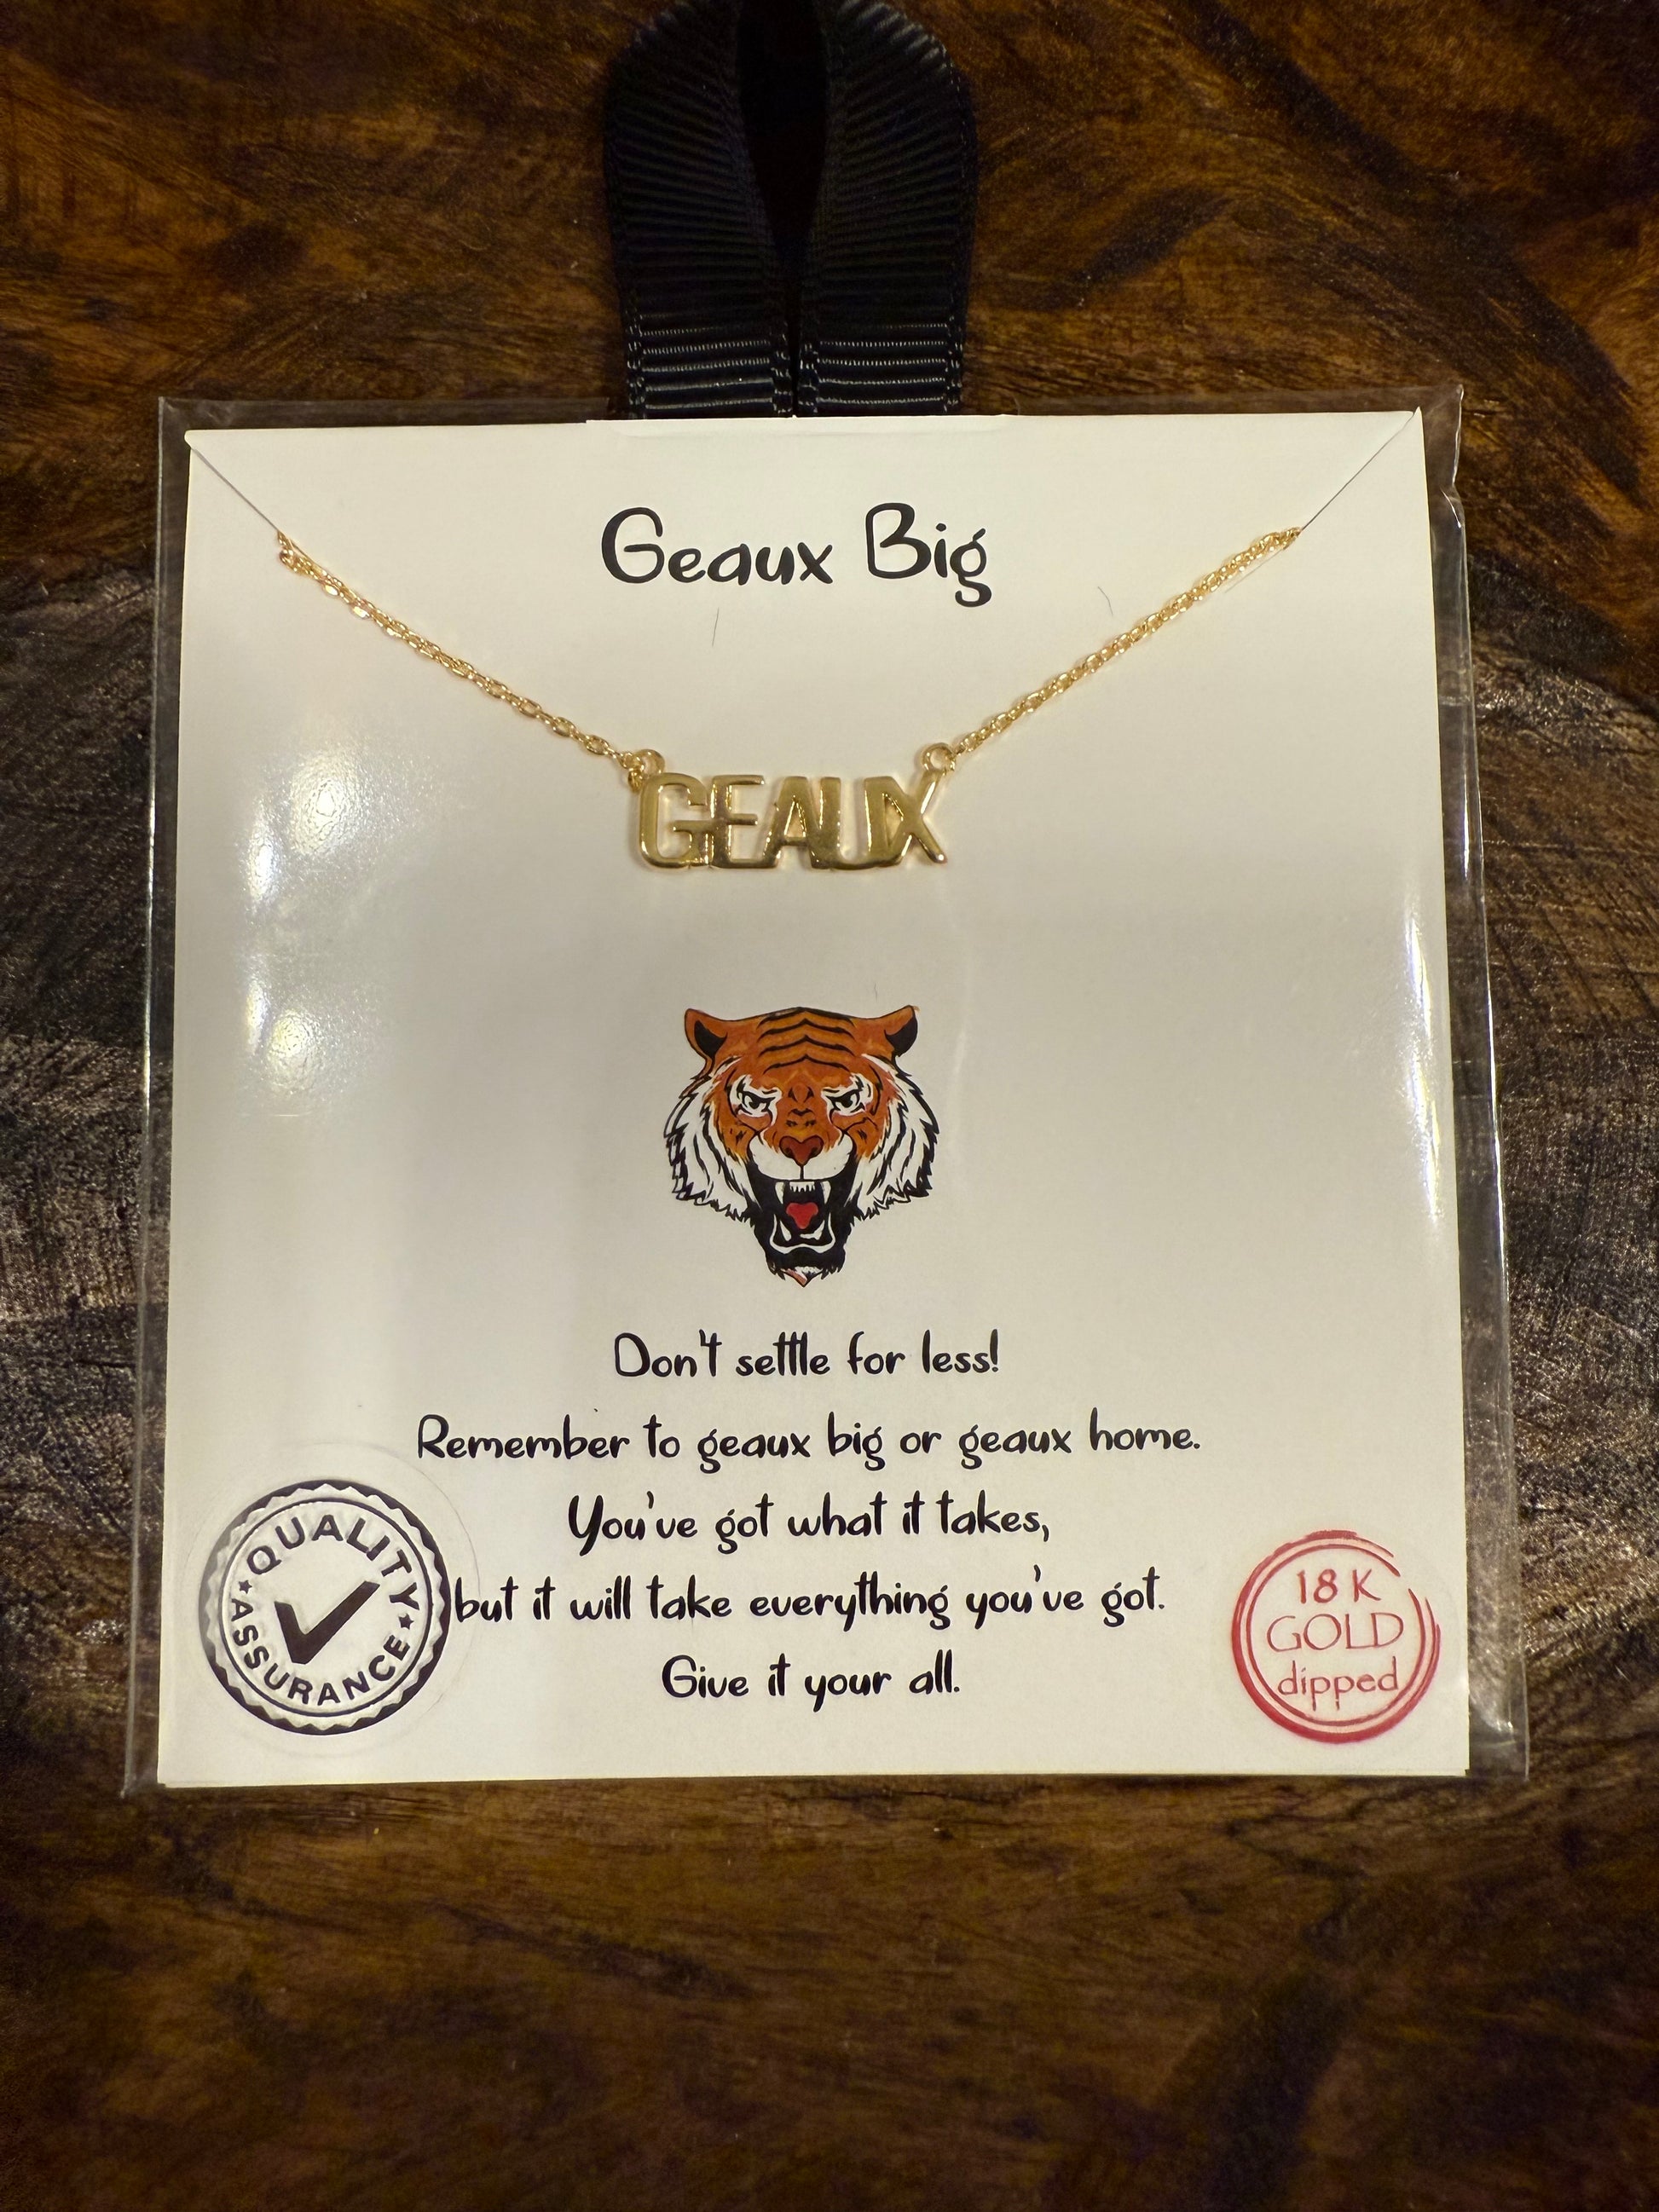 Geaux Big
GEAUX
Don't settle for less!
Remember to geaux big or geaux home.
You've got what it takes,
but it will take everything you've got.
Give it your all.
QUALITY
ASSURANCE
18 K
GOLD
dipped